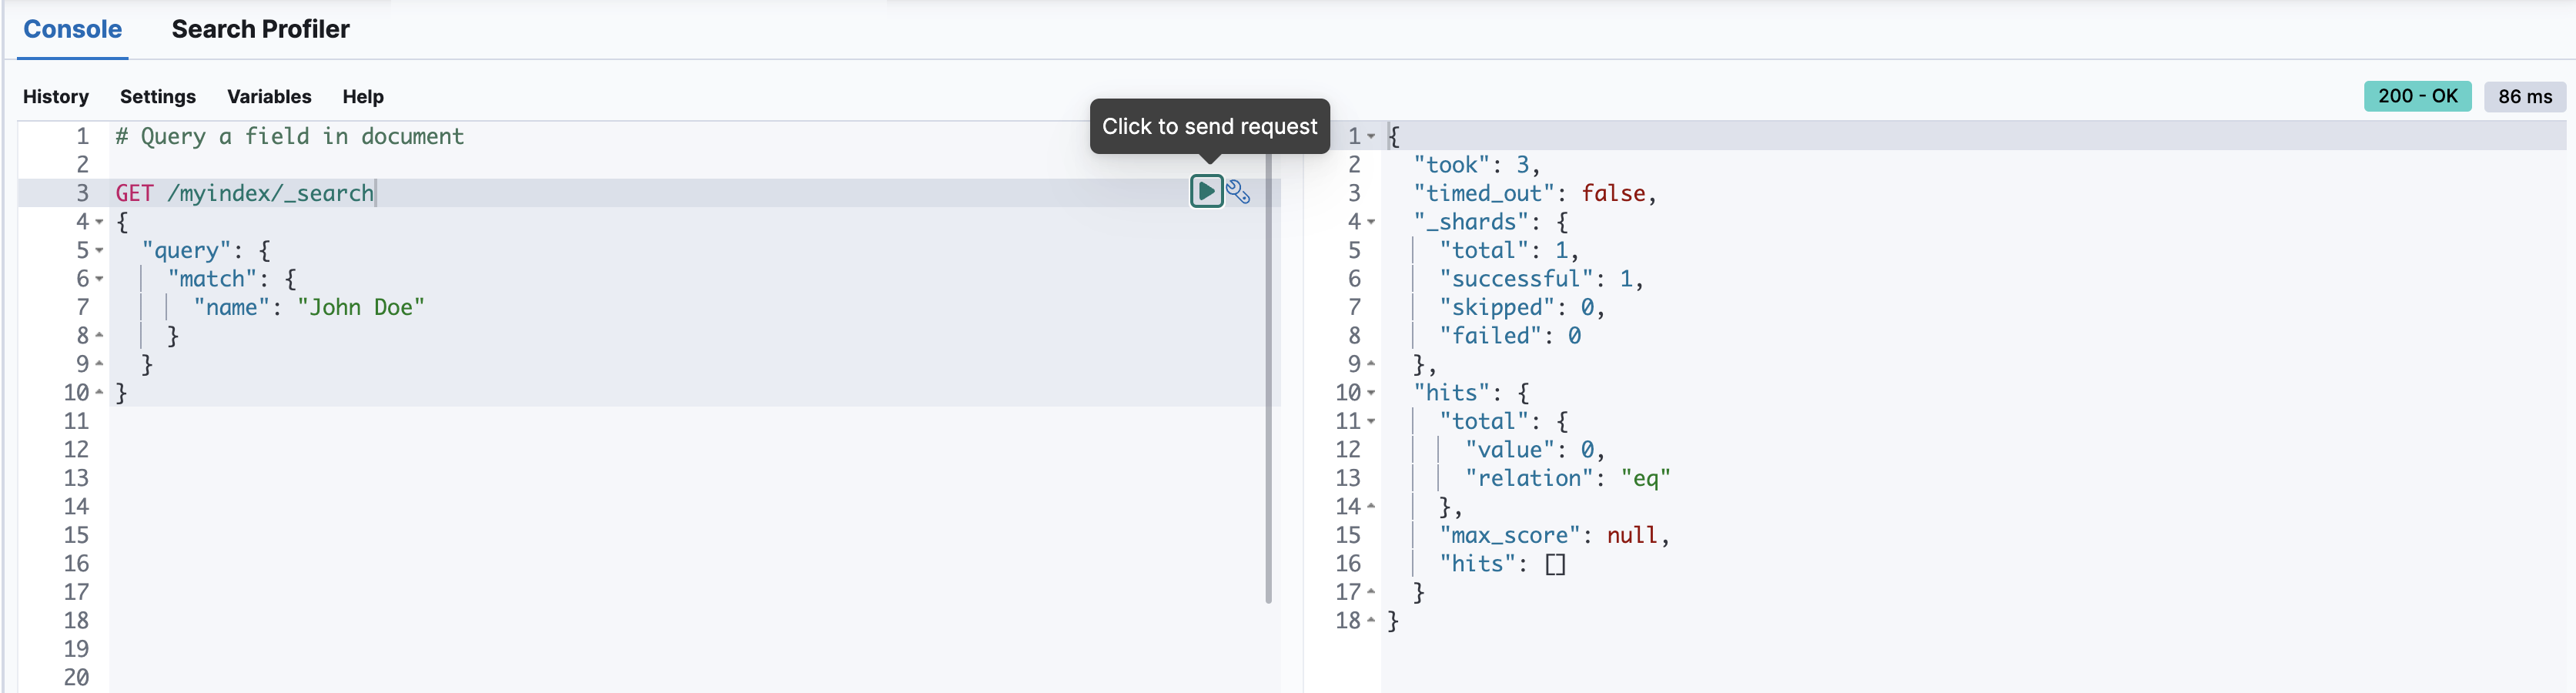 Console Search Profiler
History Settings Variables Help
200 - OK 86 ms
Click to send request
1 # Query a field in document
2
3 GET /myindex/_search
4 {
5 "query": {
6 "match": {
7 "name": "John Doe"
8 }
9 }
10 }
11
12
13
14
15
16
17
18
19
20
1 {
2 "took": 3,
3 "timed_out": false,
4 "_shards": {
5 "total": 1,
6 "successful": 1,
7 "skipped": 0,
8 "failed": 0
9 },
10 "hits": {
11 "total": {
12 "value": 0,
13 "relation": "eq"
14 },
15 "max_score": null,
16 "hits": []
17 }
18 }